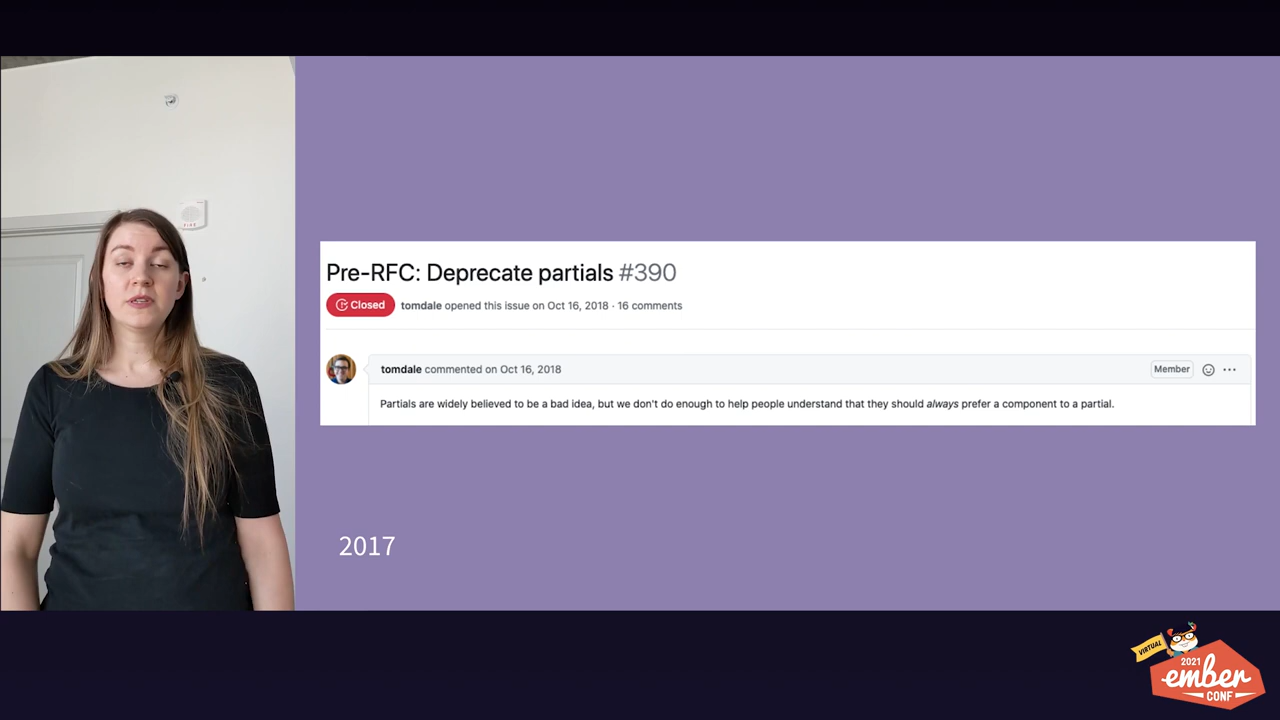 Pre-RFC: Deprecate partials #390
Closed tomdale opened this issue on Oct 16, 2018 · 16 comments
tomdale commented on Oct 16, 2018
Member
Partials are widely believed to be a bad idea, but we don't do enough to help people understand that they should always prefer a component to a partial.
2017
VIRTUAL
2021
ember
CONF